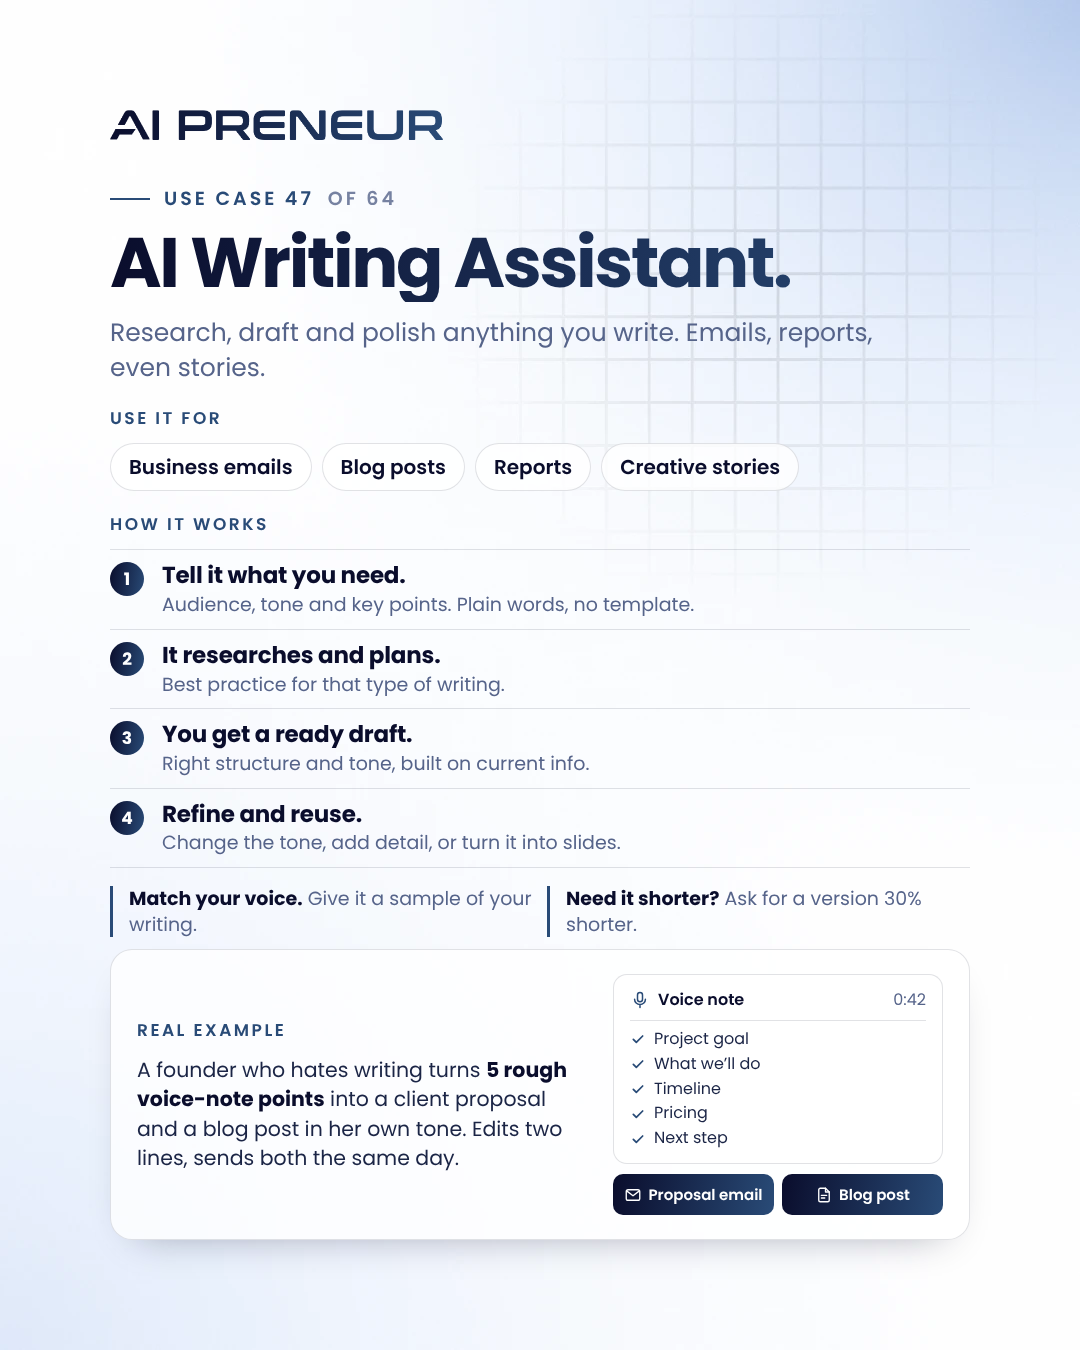 AI PRENEUR
USE CASE 47 OF 64
AI Writing Assistant.
Research, draft and polish anything you write. Emails, reports,
even stories.
USE IT FOR
Business emails
Blog posts
Reports
Creative stories
HOW IT WORKS
1
Tell it what you need.
Audience, tone and key points. Plain words, no template.
2
It researches and plans.
Best practice for that type of writing.
3
You get a ready draft.
Right structure and tone, built on current info.
4
Refine and reuse.
Change the tone, add detail, or turn it into slides.
Match your voice. Give it a sample of your
writing.
Need it shorter? Ask for a version 30%
shorter.
REAL EXAMPLE
A founder who hates writing turns 5 rough
voice-note points into a client proposal
and a blog post in her own tone. Edits two
lines, sends both the same day.
Voice note 0:42
Project goal
What we'll do
Timeline
Pricing
Next step
Proposal email
Blog post